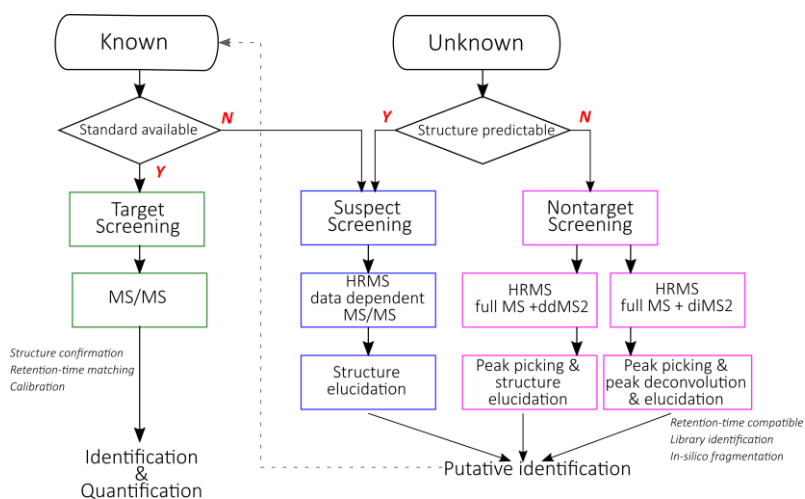 Known
Unknown
Standard available
N
Y
Structure predictable
N
Y
Target
Screening
Suspect
Screening
Nontarget
Screening
MS/MS
HRMS
data dependent
MS/MS
HRMS
full MS +ddMS2
HRMS
full MS + diMS2
Structure confirmation
Retention-time matching
Calibration
Structure
elucidation
Peak picking &
structure
elucidation
Peak picking &
peak deconvolution
& elucidation
Retention-time compatible
Library identification
In-silico fragmentation
Identification
&
Quantification
Putative identification